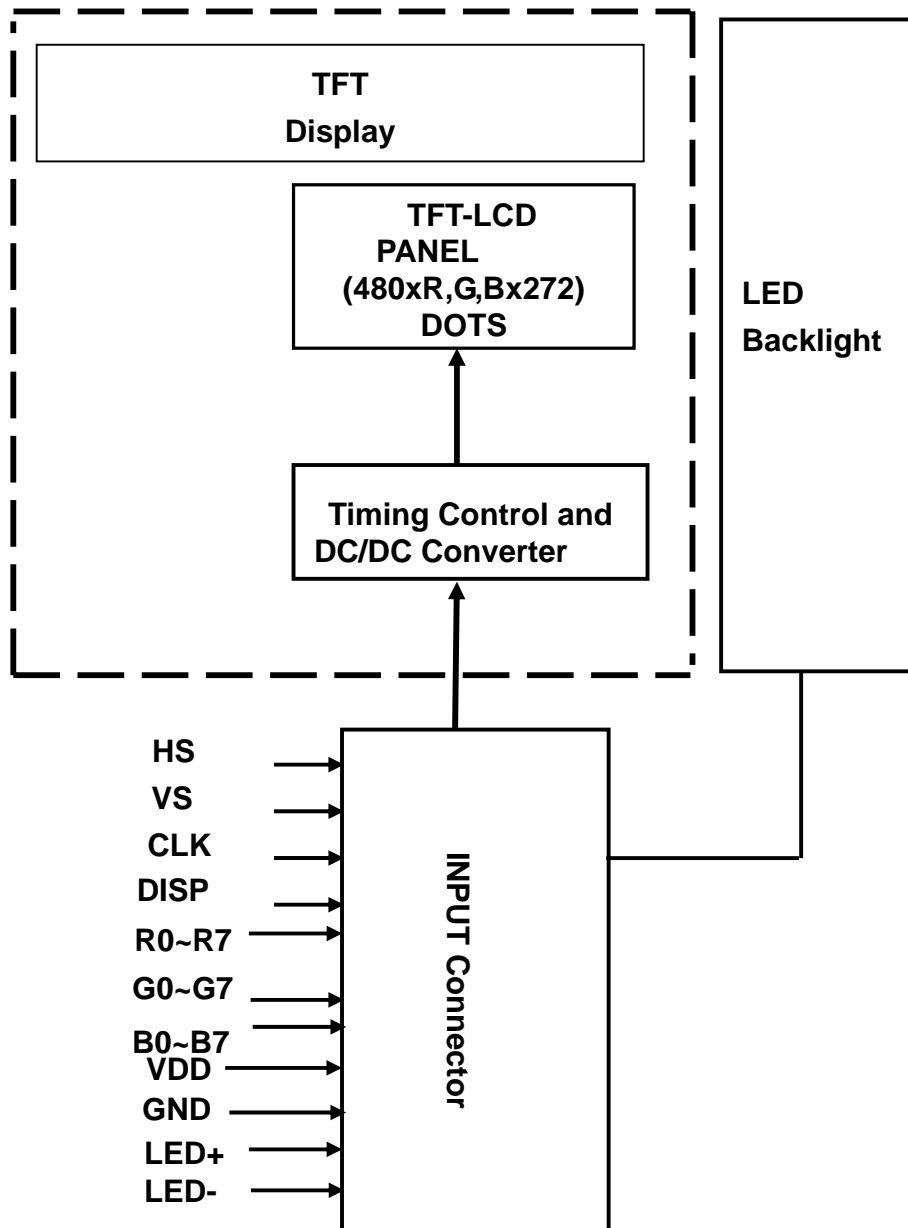 TFT
Display
TFT-LCD
PANEL
(480xR,G,Bx272)
DOTS
LED
Backlight
Timing Control and
DC/DC Converter
HS
VS
CLK
DISP
R0~R7
G0~G7
B0~B7
VDD
GND
LED+
LED-
INPUT Connector